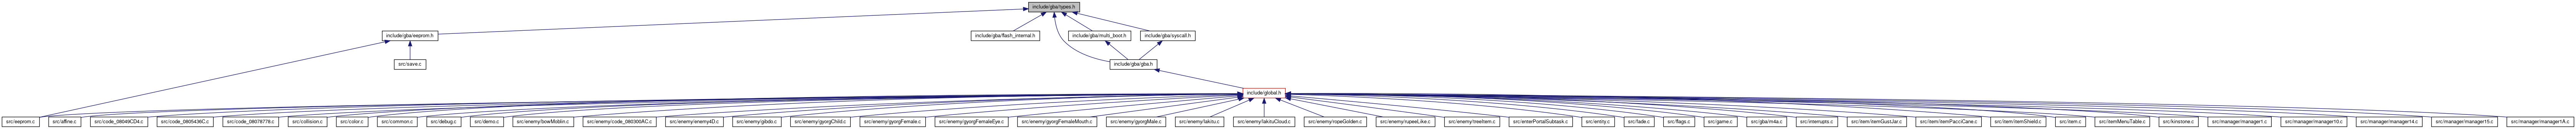 include/gba/types.h
include/gba/eeprom.h
include/gba/flash_internal.h
include/gba/multi_boot.h
include/gba/syscall.h
src/save.c
include/gba/gba.h
include/global.h
src/eeprom.c
src/affine.c
src/code_08049CD4.c
src/code_0805436C.c
src/code_08078778.c
src/collision.c
src/color.c
src/common.c
src/debug.c
src/demo.c
src/enemy/bowMoblin.c
src/enemy/code_080300AC.c
src/enemy/enemy4D.c
src/enemy/gibdo.c
src/enemy/gyorgChild.c
src/enemy/gyorgFemale.c
src/enemy/gyorgFemaleEye.c
src/enemy/gyorgFemaleMouth.c
src/enemy/gyorgMale.c
src/enemy/lakitu.c
src/enemy/lakituCloud.c
src/enemy/ropeGolden.c
src/enemy/rupeeLike.c
src/enemy/treeItem.c
src/enterPortalSubtask.c
src/entity.c
src/fade.c
src/flags.c
src/game.c
src/gba/m4a.c
src/interrupts.c
src/item/itemGustJar.c
src/item/itemPacciCane.c
src/item/itemShield.c
src/item.c
src/itemMenuTable.c
src/kinstone.c
src/manager/manager1.c
src/manager/manager10.c
src/manager/manager14.c
src/manager/manager15.c
src/manager/manager1A.c